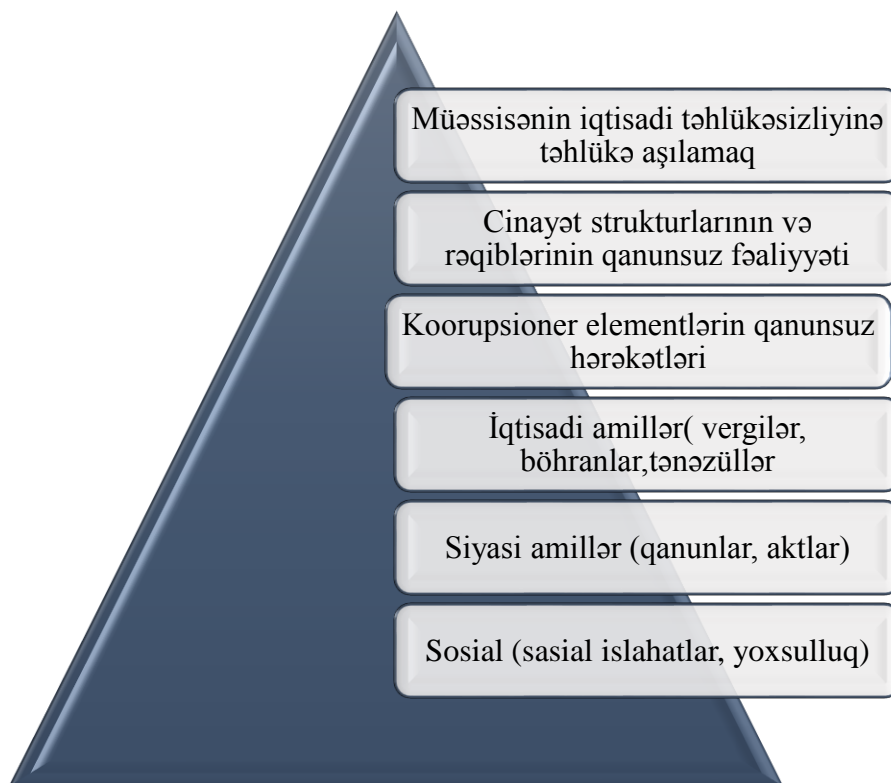 Müəssisənin iqtisadi təhlükəsizliyinə
təhlükə aşılamaq
Cinayət strukturlarının və
rəqiblərinin qanunsuz fəaliyyəti
Koorupsioner elementlərin qanunsuz
hərəkətləri
İqtisadi amillər( vergilər,
böhranlar,tənəzüllər
Siyasi amillər (qanunlar, aktlar)
Sosial (sasial islahatlar, yoxsulluq)